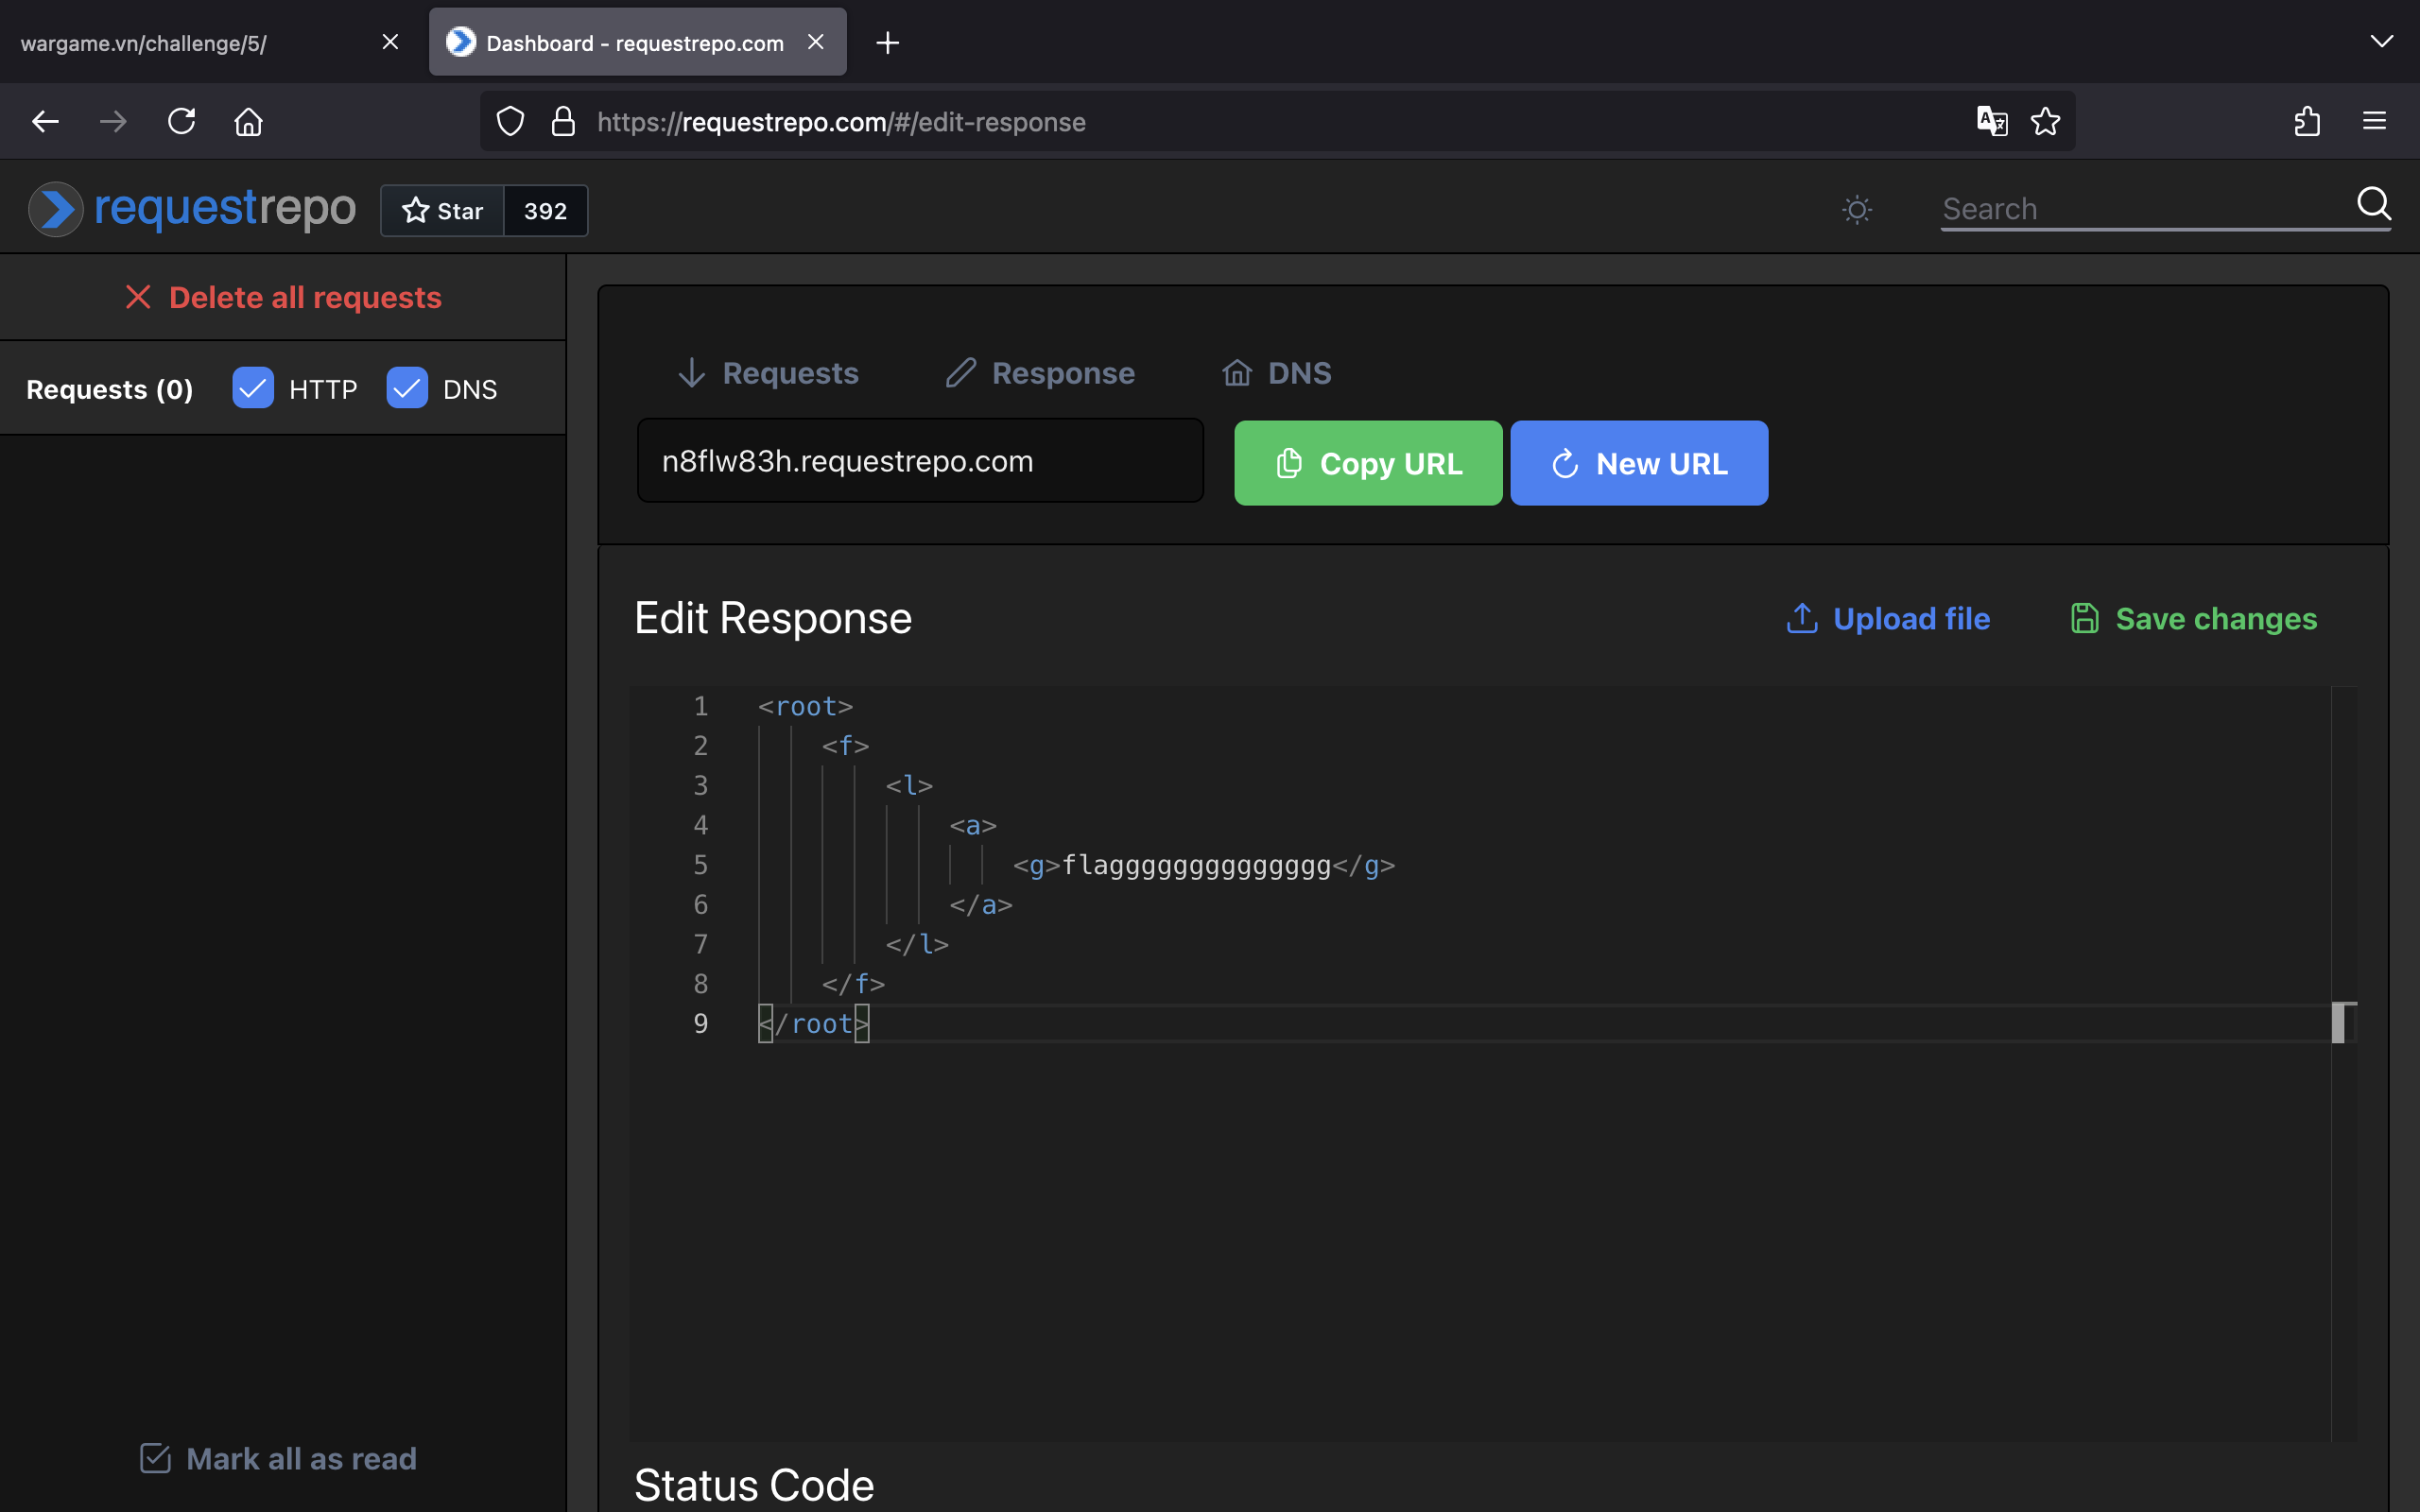 wargame.vn/challenge/5/
Dashboard - requestrepo.com
https://requestrepo.com/#/edit-response
requestrepo
Star 392
Search
Delete all requests
Requests (0) HTTP DNS
Requests Response DNS
n8flw83h.requestrepo.com Copy URL New URL
Edit Response Upload file Save changes
1 <root>
2 <f>
3 <l>
4 <a>
5 <g>flagggggggggggggg</g>
6 </a>
7 </l>
8 </f>
9 </root>
Mark all as read
Status Code